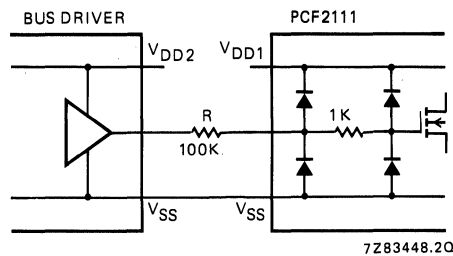 BUS DRIVER
PCF2111
VDD2
VDD1
R
1K
100K
VSS
VSS
7Z83448.2Q